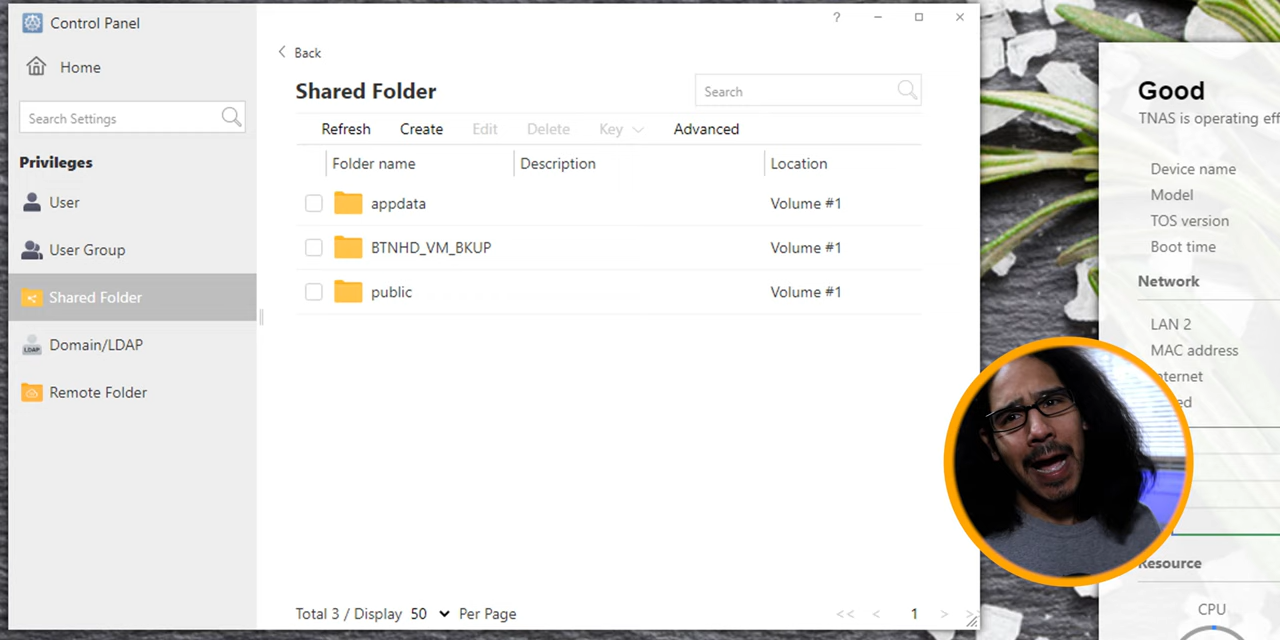 Control Panel
Home
Search Settings
Privileges
User
User Group
Shared Folder
LDAP Domain/LDAP
Remote Folder
?
< Back
Shared Folder
Search
Refresh Create Edit Delete Key Advanced
Folder name Description Location
appdata Volume #1
BTNHD_VM_BKUP Volume #1
public Volume #1
Total 3 / Display 50 Per Page
<< < 1 > >
Good
TNAS is operating
Device name
Model
TOS version
Boot time
Network
LAN 2
MAC address
Resource
CPU